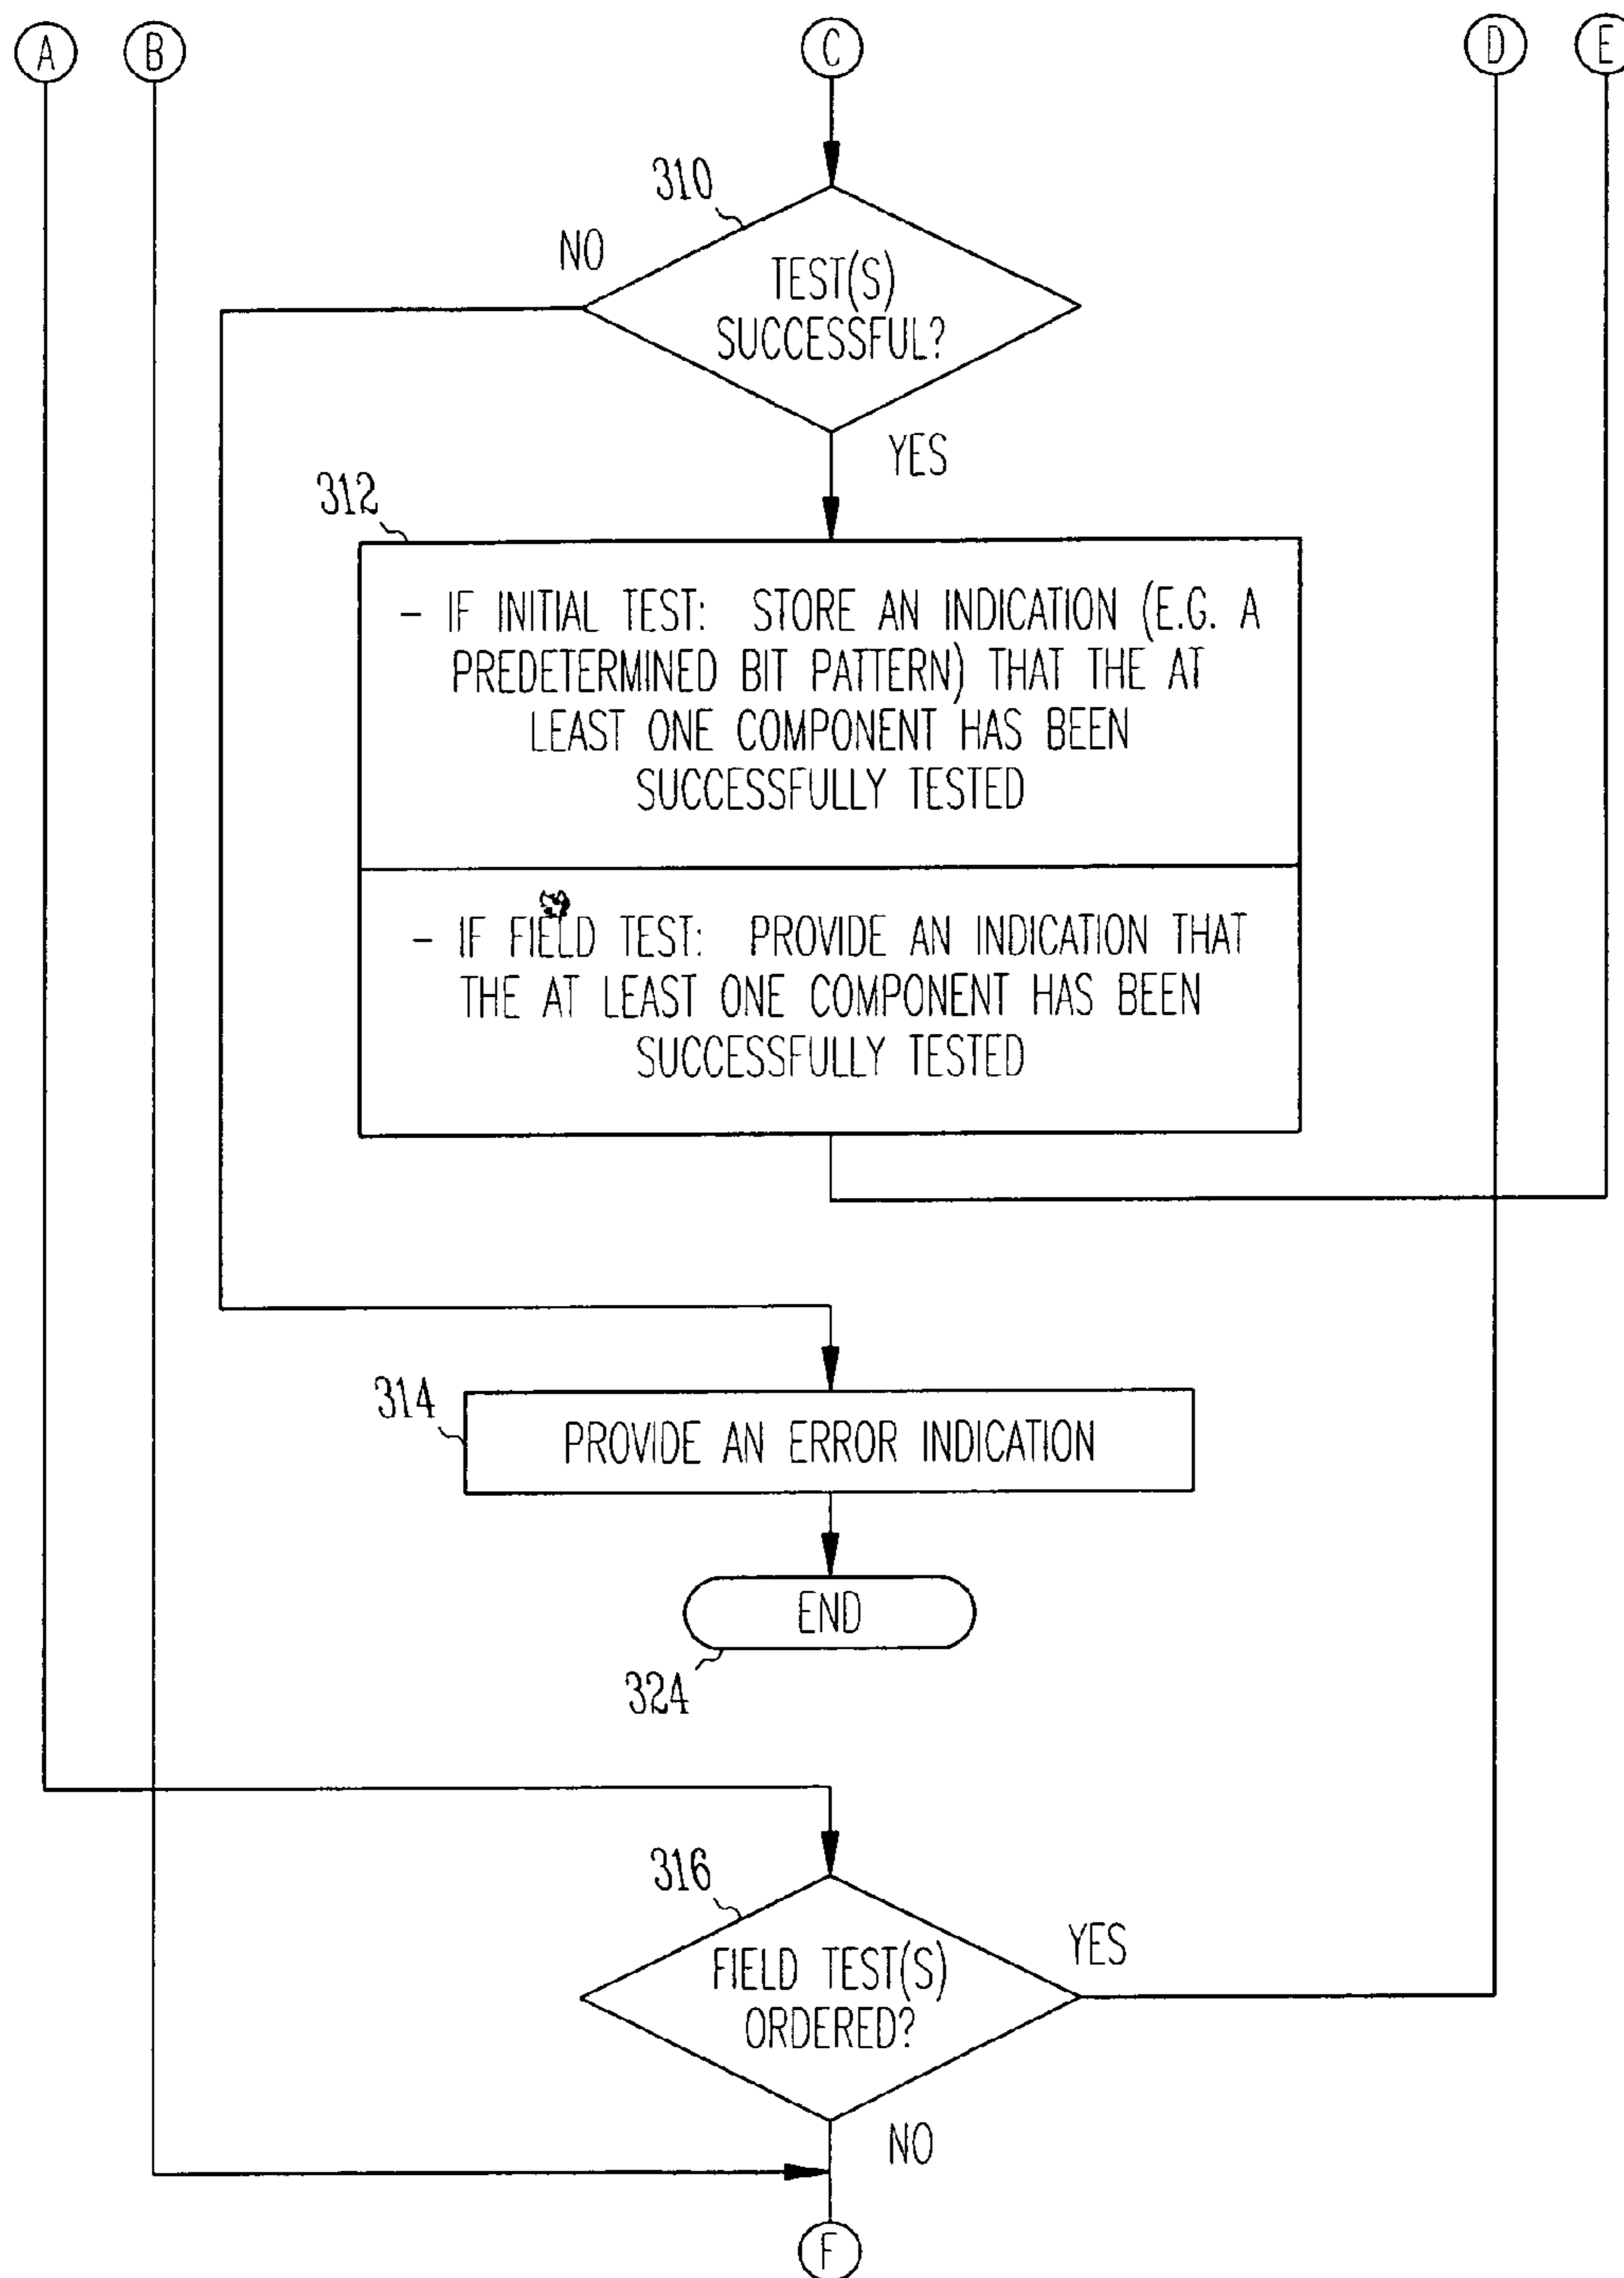 A B C D E
310
NO
TEST(S)
SUCCESSFUL?
YES
312
- IF INITIAL TEST: STORE AN INDICATION (E.G. A
PREDETERMINED BIT PATTERN) THAT THE AT
LEAST ONE COMPONENT HAS BEEN
SUCCESSFULLY TESTED
- IF FIELD TEST: PROVIDE AN INDICATION THAT
THE AT LEAST ONE COMPONENT HAS BEEN
SUCCESSFULLY TESTED
314
PROVIDE AN ERROR INDICATION
END
324
316
FIELD TEST(S)
ORDERED?
YES
NO
F